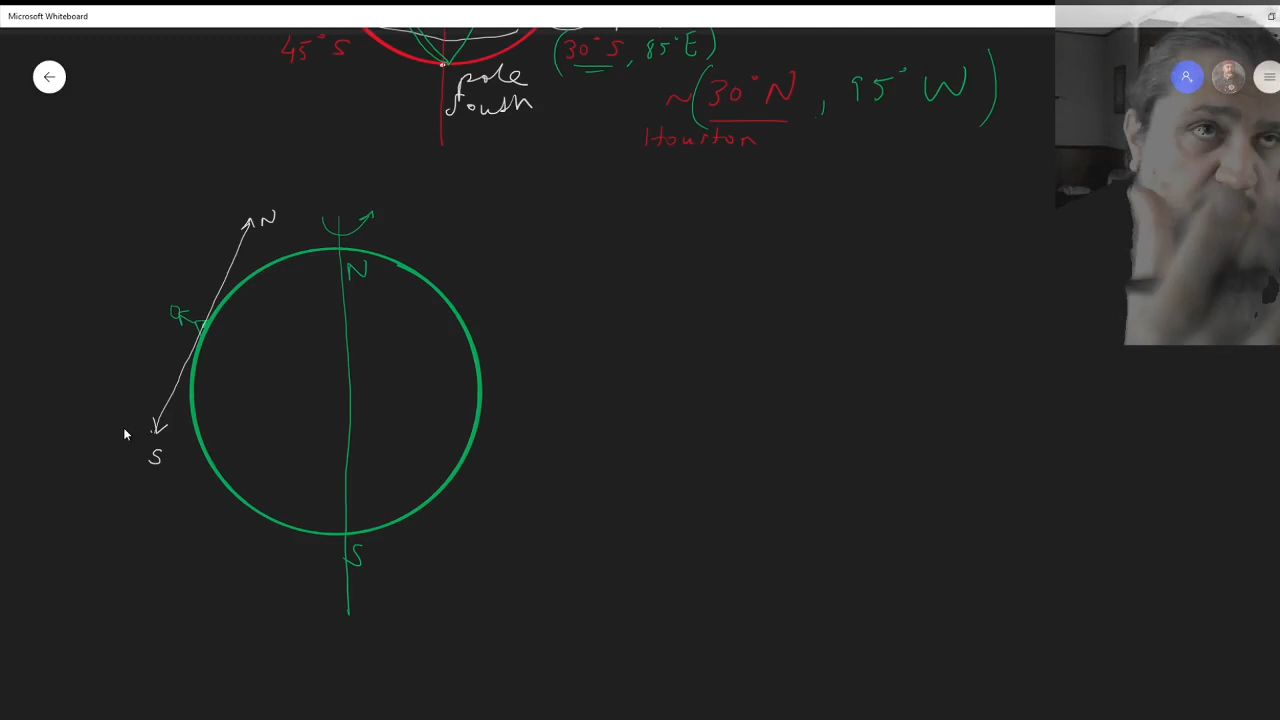 Microsoft Whiteboard
45° S
(30° S, 85° E)
pole
south
~(30° N, 95° W)
Houston
N
N
S
S